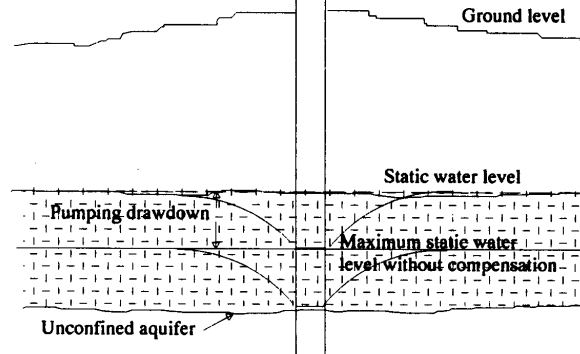 Ground level
Static water level
Pumping drawdown
Maximum static water
level without compensation
Unconfined aquifer